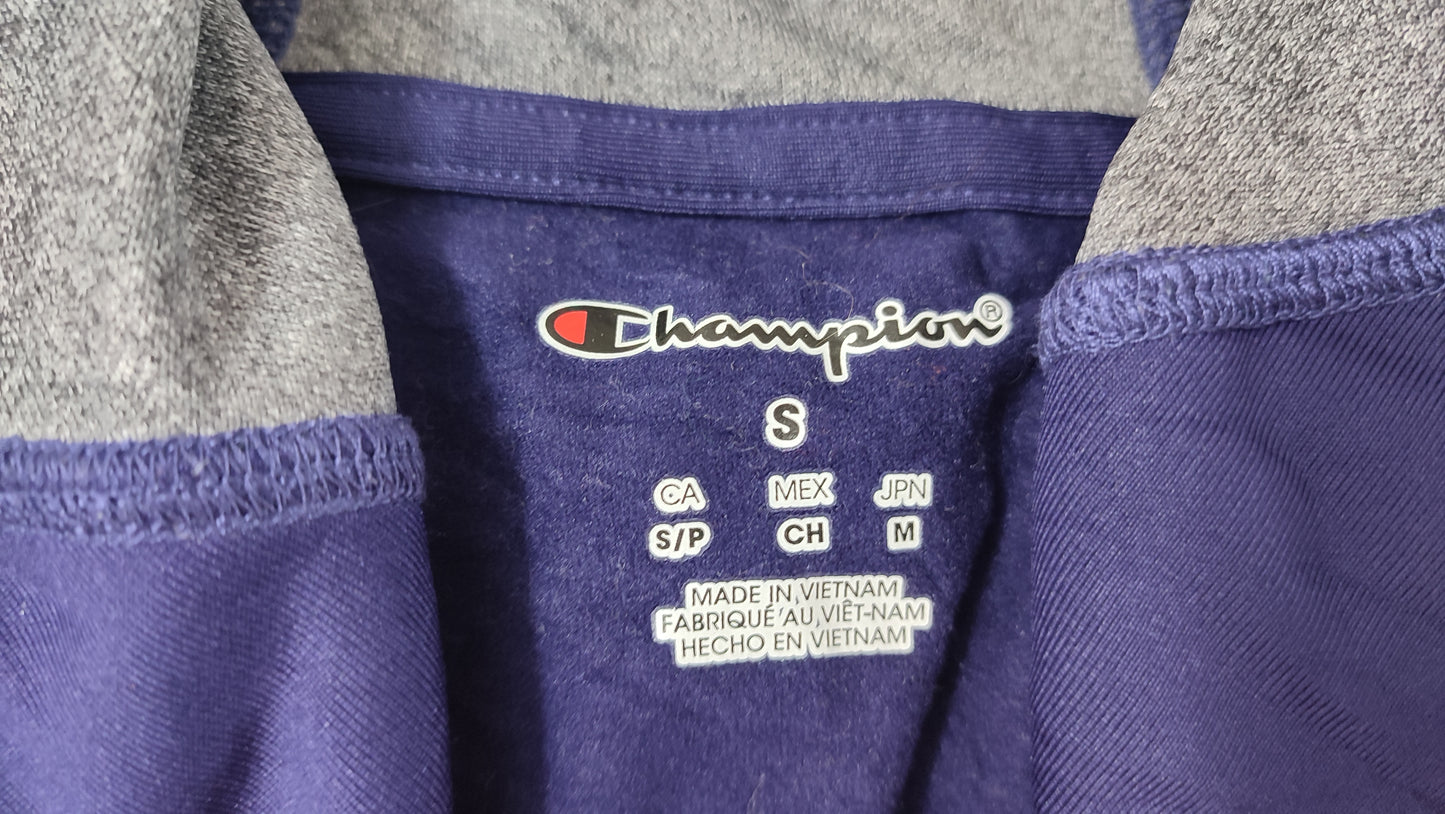 Champion®
S
CA MEX JPN
S/P CH M
MADE IN VIETNAM
FABRIQUÉ AU VIÊT-NAM
HECHO EN VIETNAM